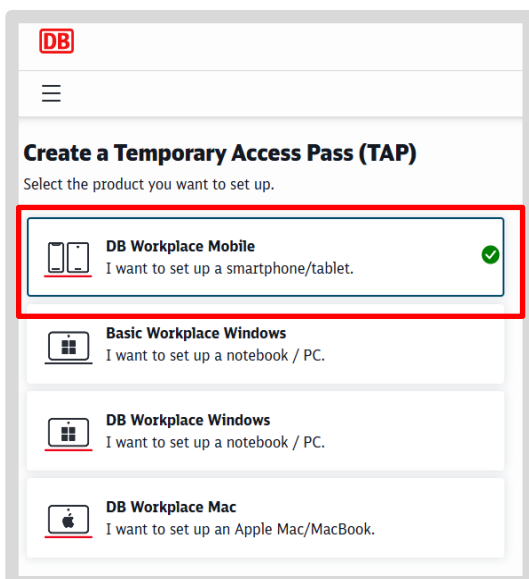 DB
Create a Temporary Access Pass (TAP)
Select the product you want to set up.
DB Workplace Mobile
I want to set up a smartphone/tablet.
Basic Workplace Windows
I want to set up a notebook / PC.
DB Workplace Windows
I want to set up a notebook / PC.
DB Workplace Mac
I want to set up an Apple Mac/MacBook.